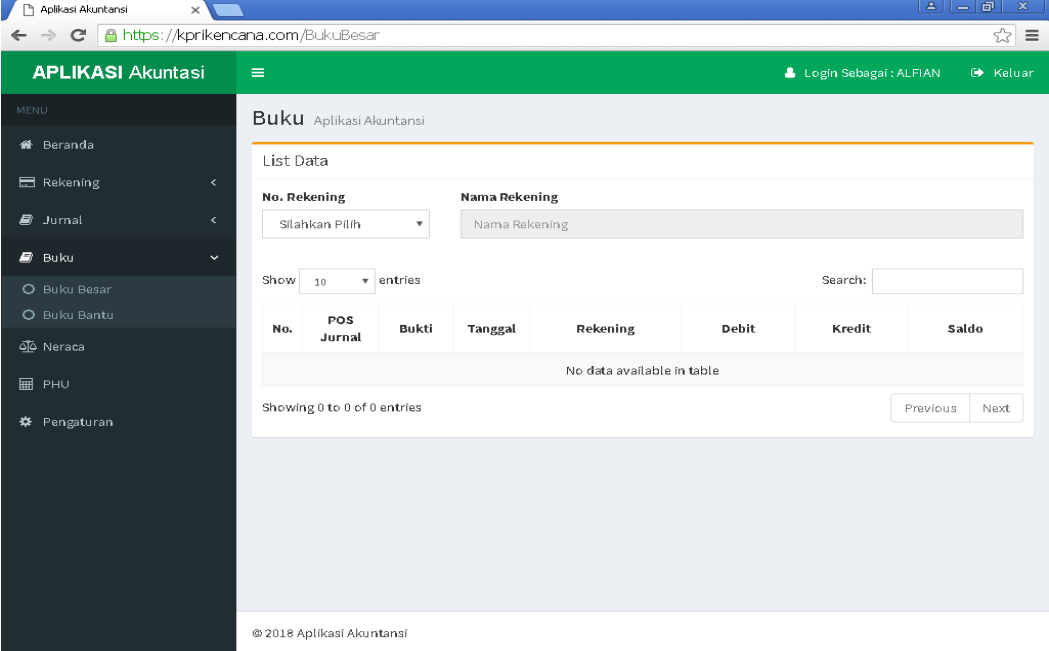 Aplikasi Akuntansi
https://kprikencana.com/BukuBesar
APLIKASI Akuntasi
Login Sebagai : ALFIAN
Keluar
MENU
Beranda
Rekening
Jurnal
Buku
Buku Besar
Buku Bantu
Neraca
PHU
Pengaturan
Buku Aplikasi Akuntansi
List Data
No. Rekening
Nama Rekening
Silahkan Pilih
Nama Rekening
Show 10 entries
Search:
No. POS Jurnal Bukti Tanggal Rekening Debit Kredit Saldo
No data available in table
Showing 0 to 0 of 0 entries
Previous Next
© 2018 Aplikasi Akuntansi